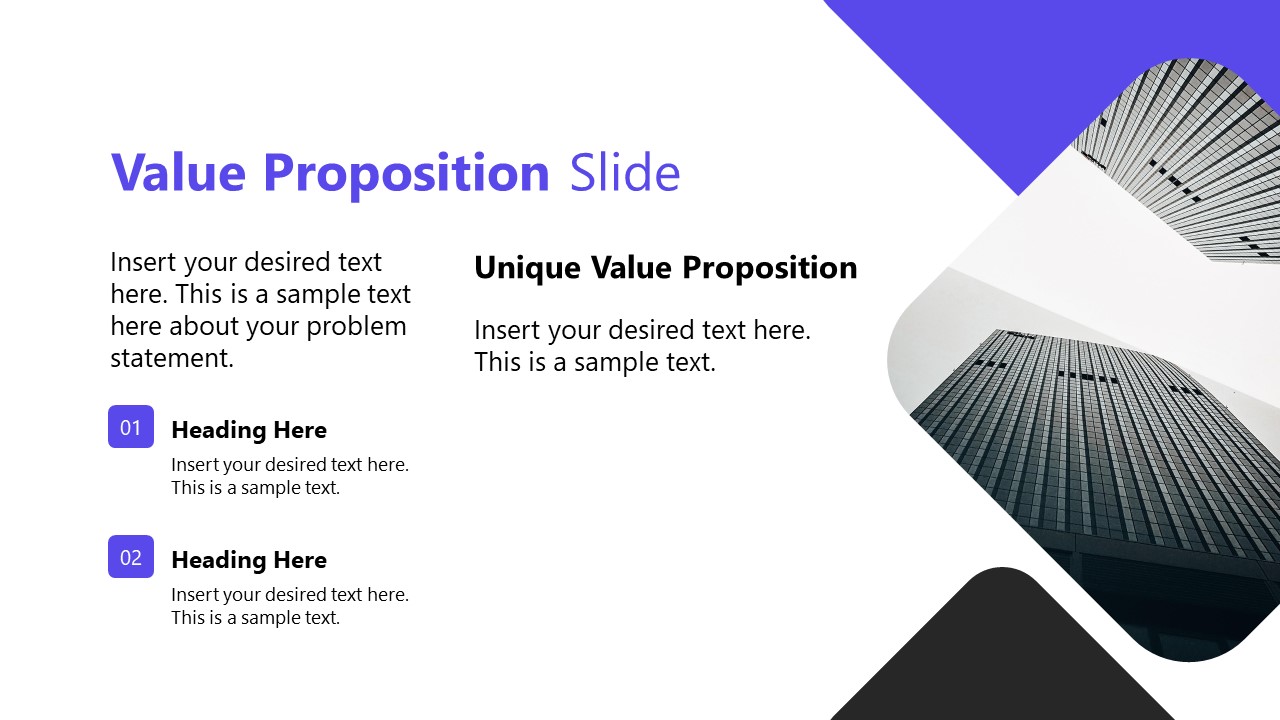 Value Proposition Slide
Insert your desired text
here. This is a sample text
here about your problem
statement.
01
Heading Here
Insert your desired text here.
This is a sample text.
02
Heading Here
Insert your desired text here.
This is a sample text.
Unique Value Proposition
Insert your desired text here.
This is a sample text.